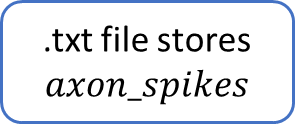 .txt file stores
axon_spikes